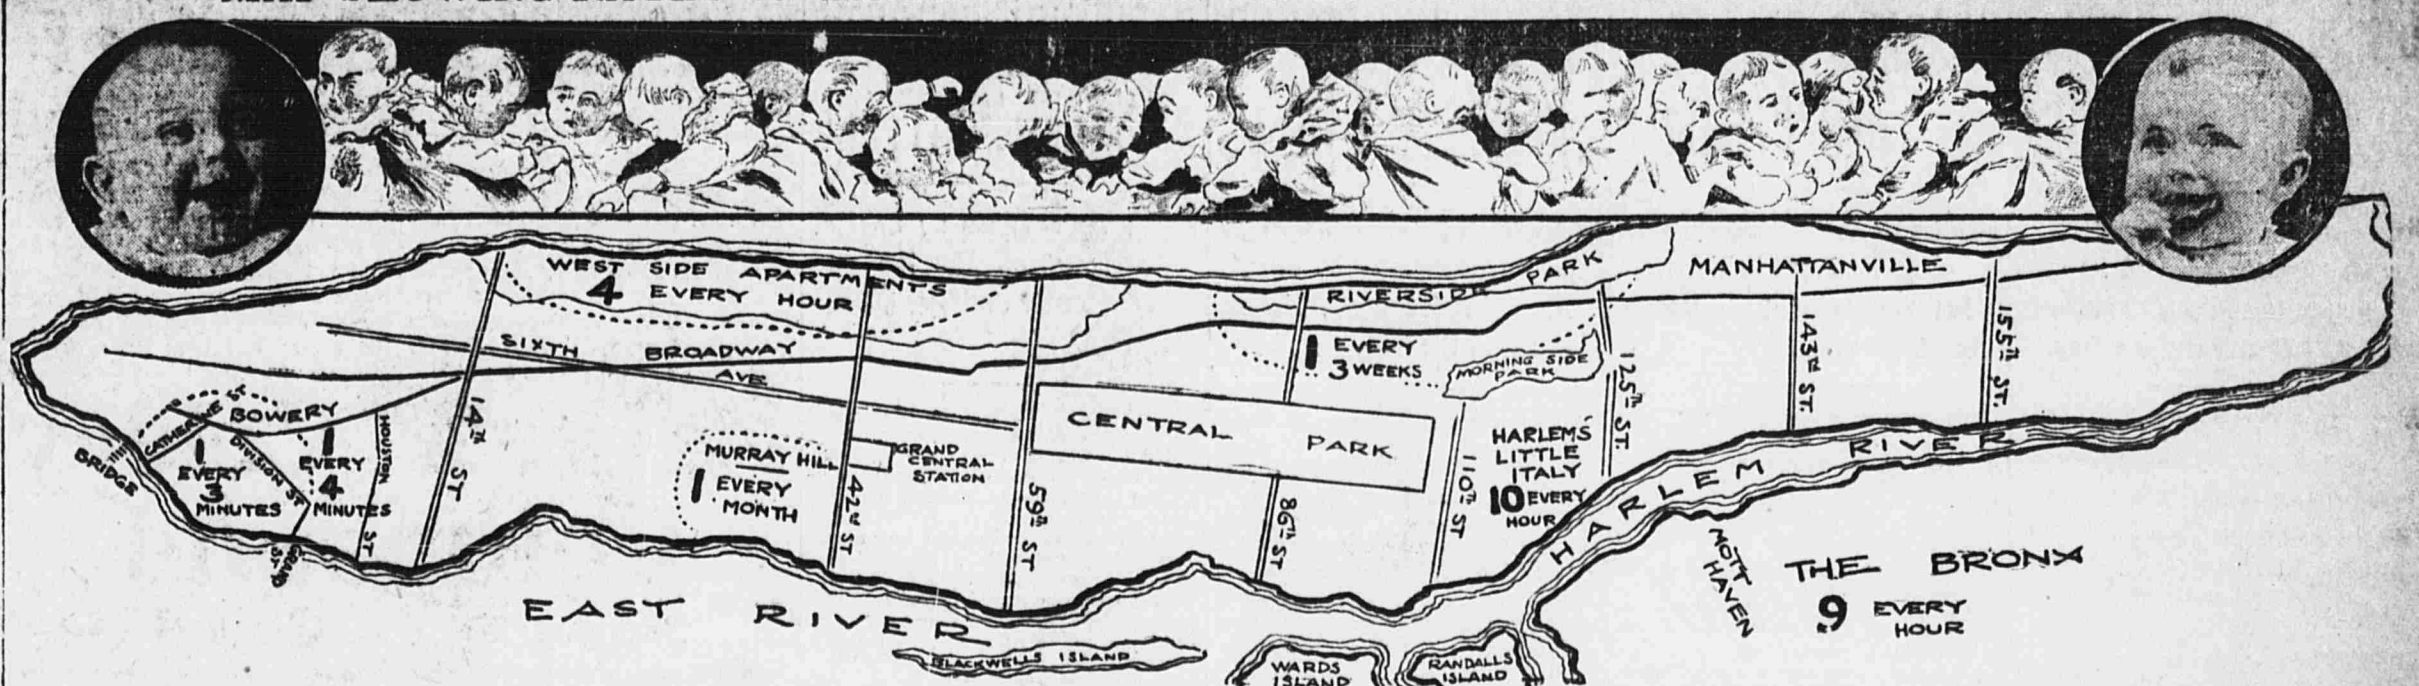 WEST SIDE APARTMENTS
4 EVERY HOUR
RIVERSIDE PARK
MANHATTANVILLE
SIXTH AVE
BROADWAY
1 EVERY
3 WEEKS
MORNING SIDE
PARK
143RD ST.
155TH ST.
125TH ST.
BOWERY
CATHERINE ST
DIVISION ST
HOUSTON ST
14TH ST
BRIDGE
1
EVERY
3
MINUTES
1
EVERY
4
MINUTES
GRAND
ST
MURRAY HILL
1 EVERY
MONTH
GRAND
CENTRAL
STATION
42ND ST
59TH ST
CENTRAL PARK
86TH ST
110TH ST
HARLEM'S
LITTLE
ITALY
10 EVERY
HOUR
HARLEM RIVER
MOTT
HAVEN
THE BRONX
9 EVERY
HOUR
EAST RIVER
BLACKWELLS ISLAND
WARDS
ISLAND
RANDALLS
ISLAND